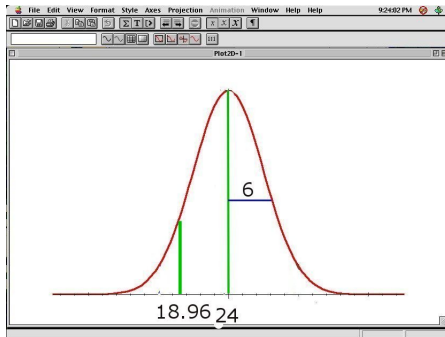 File Edit View Format Style Axes Projection Animation Window Help Help 9:24:02 PM
Σ T x x X ¶
Plot2D•1
6
18.96 24